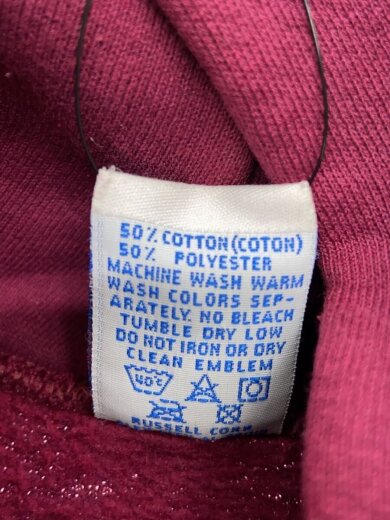 50% COTTON (COTON)
50% POLYESTER
MACHINE WASH WARM
WASH COLORS SEP-
ARATELY. NO BLEACH
TUMBLE DRY LOW
DO NOT IRON OR DRY
CLEAN EMBLEM
40°C
RUSSELL CORP.